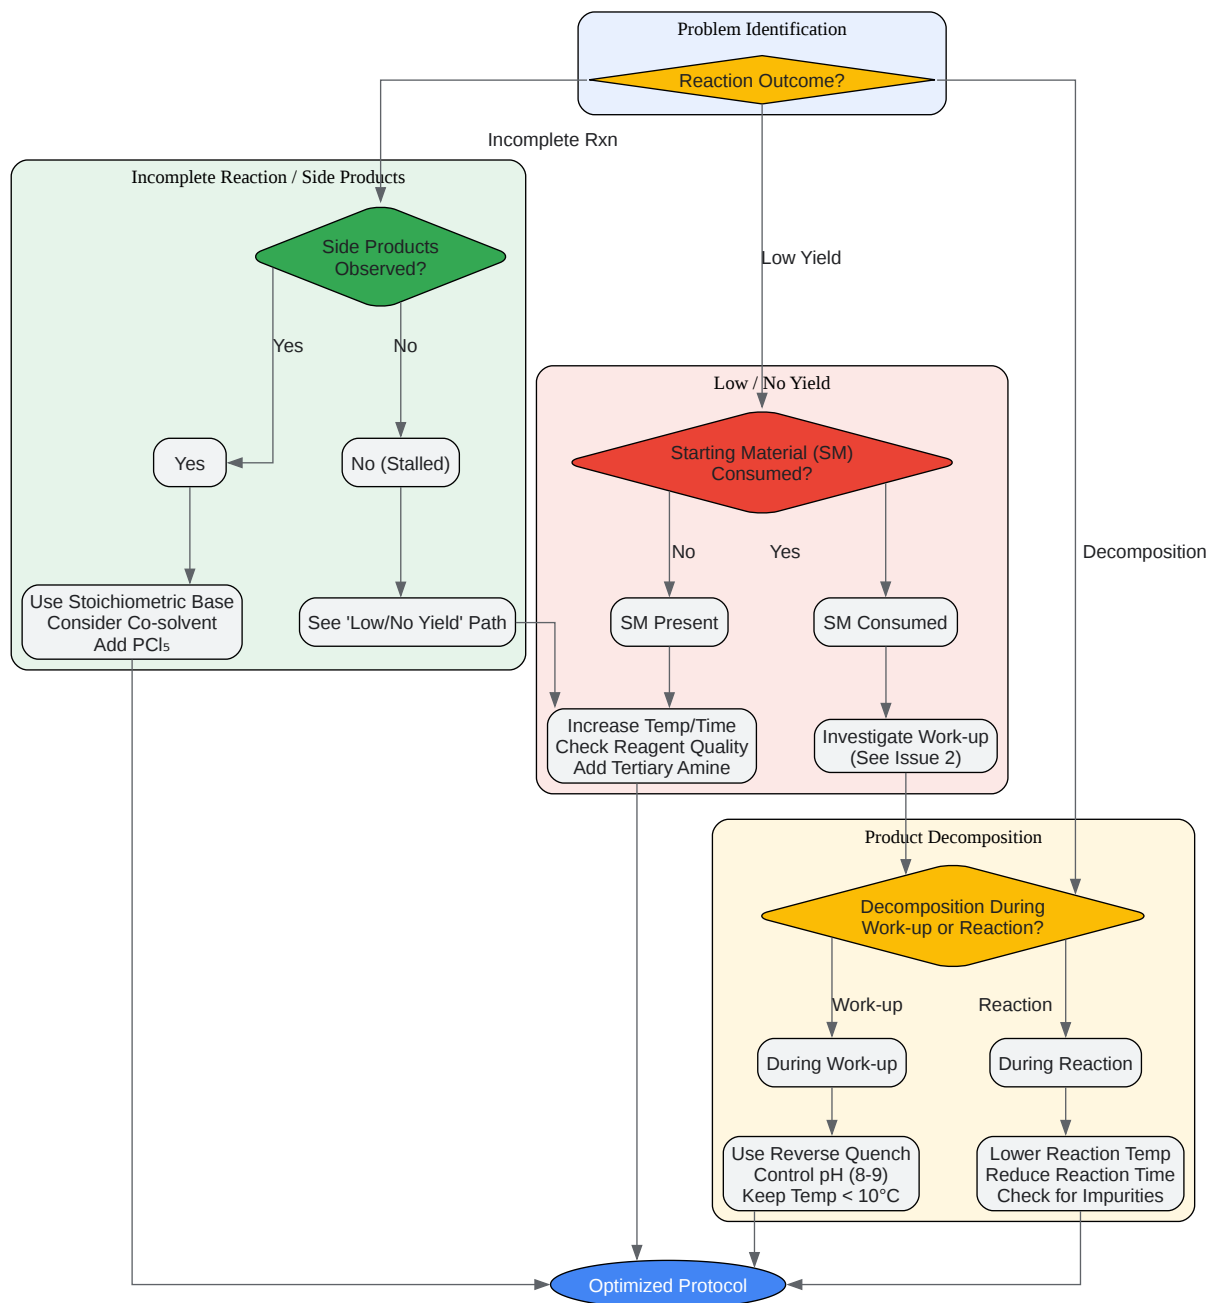 Problem Identification
Reaction Outcome?
Incomplete Rxn
Incomplete Reaction / Side Products
Side Products
Observed?
Low Yield
Yes
No
Low / No Yield
Starting Material (SM)
Consumed?
Yes
No (Stalled)
No
Yes
Decomposition
Use Stoichiometric Base
Consider Co-solvent
Add PCl₅
See 'Low/No Yield' Path
SM Present
SM Consumed
Increase Temp/Time
Check Reagent Quality
Add Tertiary Amine
Investigate Work-up
(See Issue 2)
Product Decomposition
Decomposition During
Work-up or Reaction?
Work-up
Reaction
During Work-up
During Reaction
Use Reverse Quench
Control pH (8-9)
Keep Temp < 10°C
Lower Reaction Temp
Reduce Reaction Time
Check for Impurities
Optimized Protocol